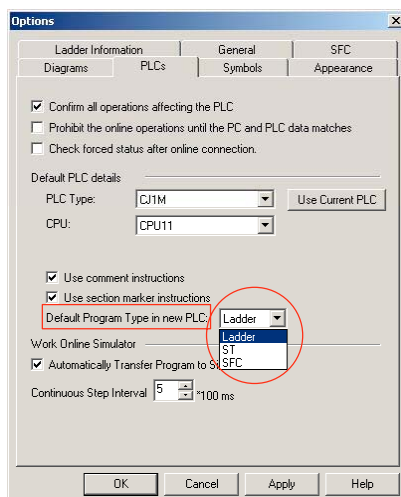 Options
Ladder Information General SFC
Diagrams PLCs Symbols Appearance
Confirm all operations affecting the PLC
Prohibit the online operations until the PC and PLC data matches
Check forced status after online connection.
Default PLC details
PLC Type: CJ1M Use Current PLC
CPU: CPU11
Use comment instructions
Use section marker instructions
Default Program Type in new PLC: Ladder
Ladder
ST
SFC
Work Online Simulator
Automatically Transfer Program to Si
Continuous Step Interval 5 *100 ms
OK Cancel Apply Help